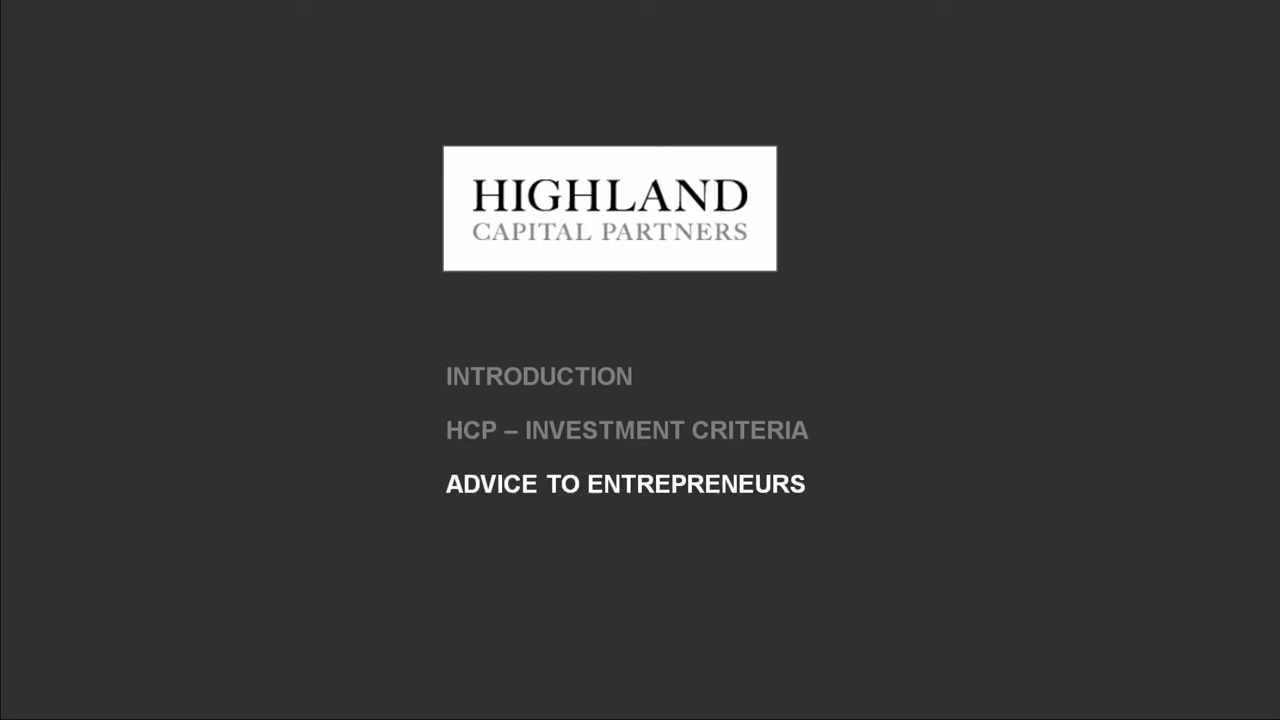 HIGHLAND
CAPITAL PARTNERS
INTRODUCTION
HCP – INVESTMENT CRITERIA
ADVICE TO ENTREPRENEURS